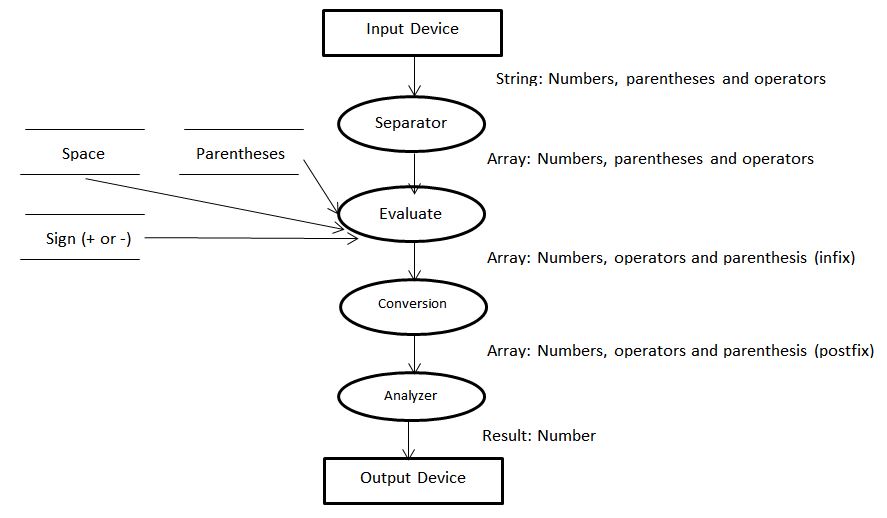 Input Device
String: Numbers, parentheses and operators
Separator
Space
Parentheses
Array: Numbers, parentheses and operators
Evaluate
Sign (+ or -)
Array: Numbers, operators and parenthesis (infix)
Conversion
Array: Numbers, operators and parenthesis (postfix)
Analyzer
Result: Number
Output Device